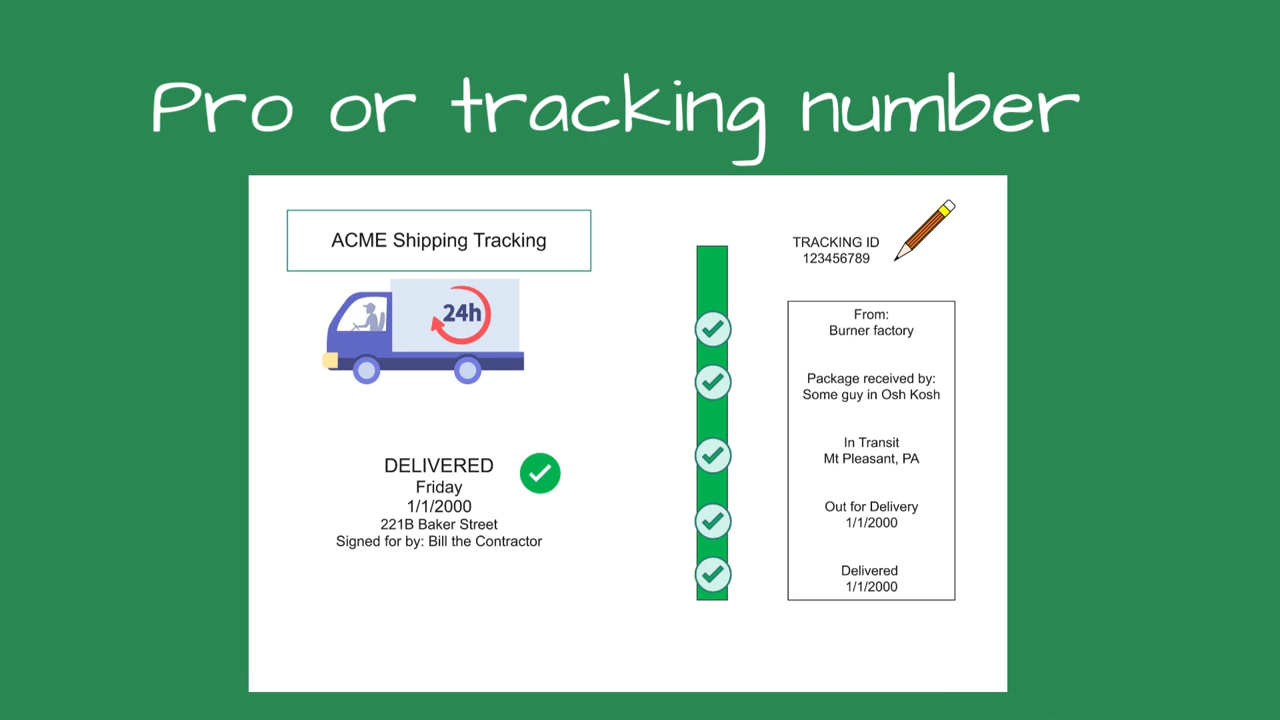 Pro or tracking number
ACME Shipping Tracking
24h
DELIVERED
Friday
1/1/2000
221B Baker Street
Signed for by: Bill the Contractor
TRACKING ID
123456789
From:
Burner factory
Package received by:
Some guy in Osh Kosh
In Transit
Mt Pleasant, PA
Out for Delivery
1/1/2000
Delivered
1/1/2000